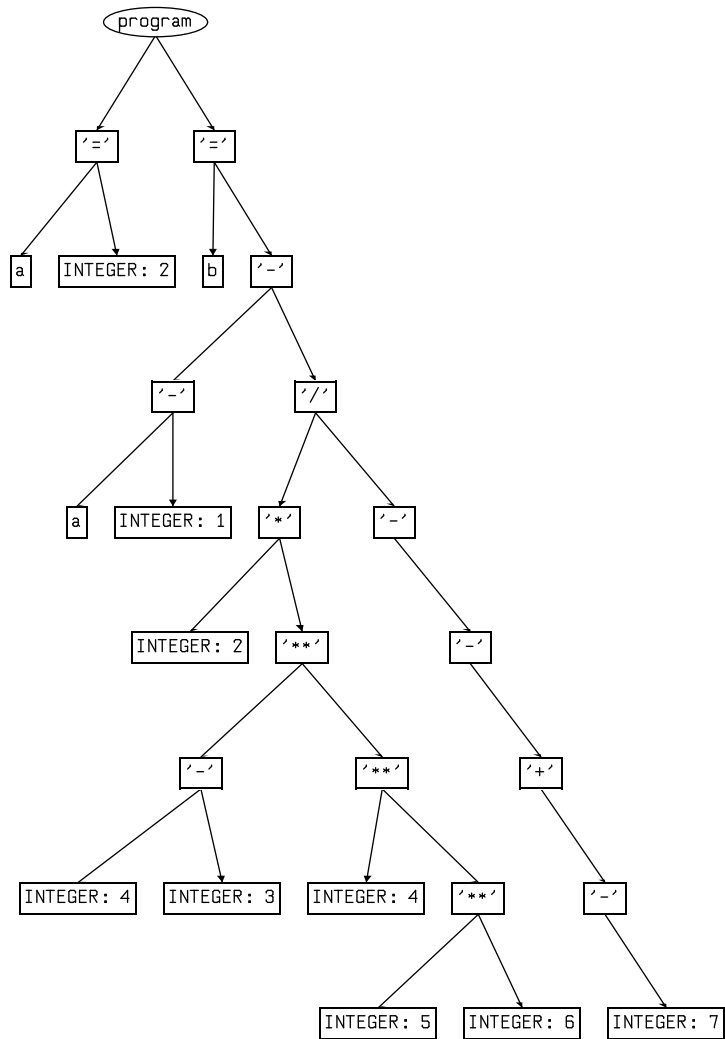 program
'=' '='
a INTEGER: 2 b '-'
'-' '/'
a INTEGER: 1 '*' '-'
INTEGER: 2 '**' '-'
'-' '**' '+'
INTEGER: 4 INTEGER: 3 INTEGER: 4 '**' '-'
INTEGER: 5 INTEGER: 6 INTEGER: 7